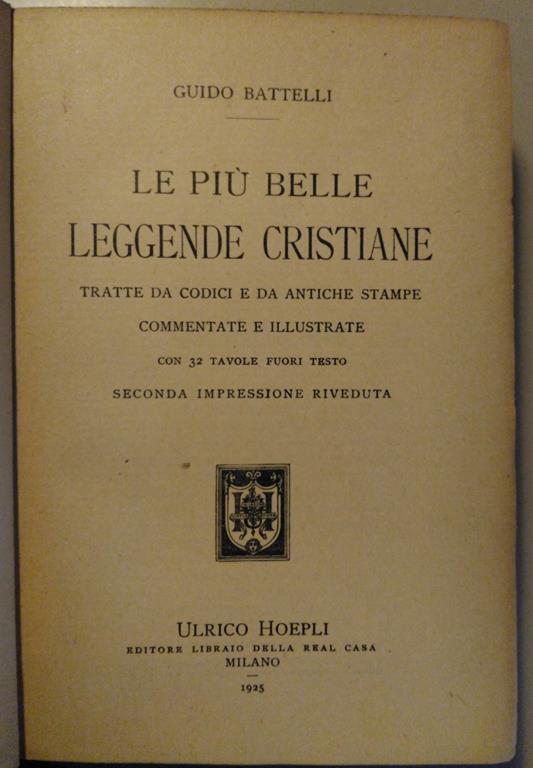 GUIDO BATTELLI
LE PIÙ BELLE
LEGGENDE CRISTIANE
TRATTE DA CODICI E DA ANTICHE STAMPE
COMMENTATE E ILLUSTRATE
CON 32 TAVOLE FUORI TESTO
SECONDA IMPRESSIONE RIVEDUTA
ULRICO HOEPLI
EDITORE LIBRAIO DELLA REAL CASA
MILANO
1925